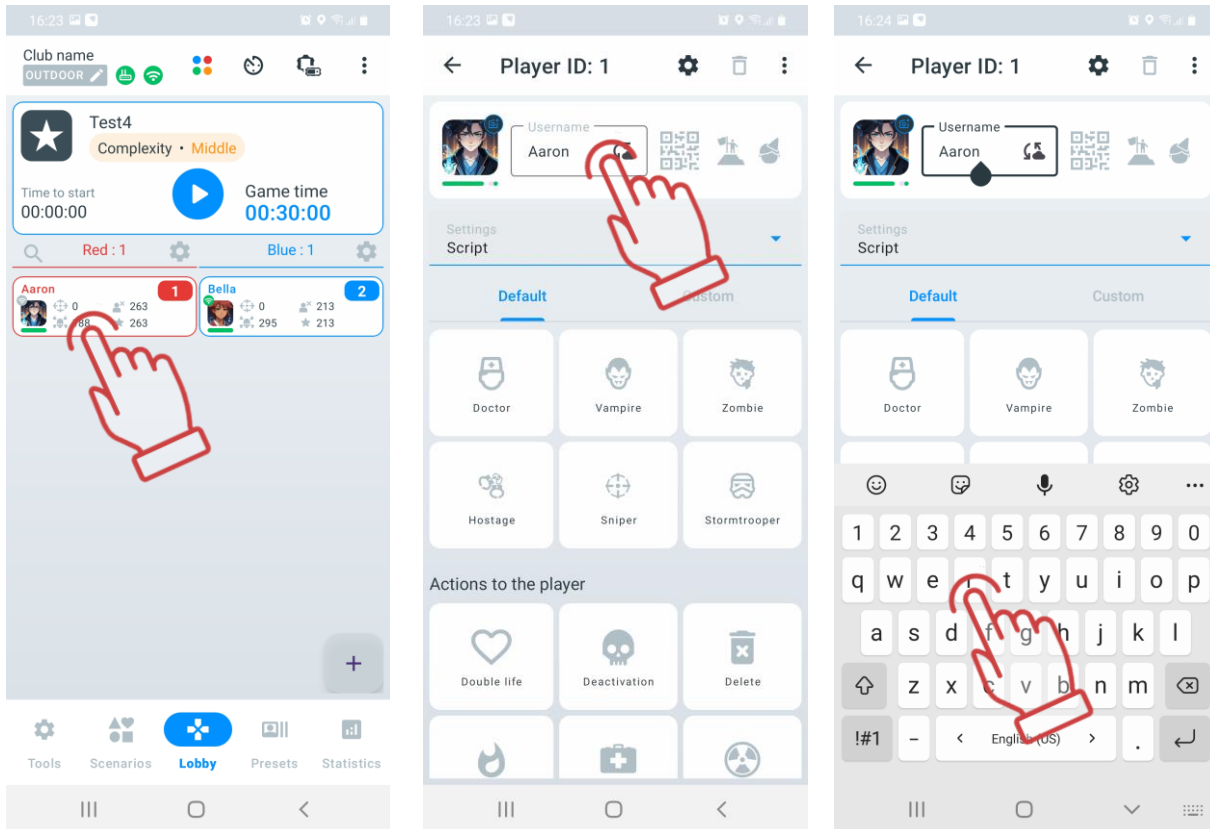 16:23
Club name
OUTDOOR
Test4
Complexity • Middle
Time to start
00:00:00
Game time
00:30:00
Red : 1
Blue : 1
Aaron
1
0
263
263
Bella
2
0
213
295
213
+
Tools
Scenarios
Lobby
Presets
Statistics
16:23
Player ID: 1
Username
Aaron
Settings
Script
Default
Doctor
Vampire
Zombie
Hostage
Sniper
Stormtrooper
Actions to the player
Double life
Deactivation
Delete
16:24
Player ID: 1
Username
Aaron
Settings
Script
Default
Custom
Doctor
Vampire
Zombie
1 2 3 4 5 6 7 8 9 0
q w e r t y u i o p
a s d f g h j k l
z x c v b n m
!#1 - < English (US) > .